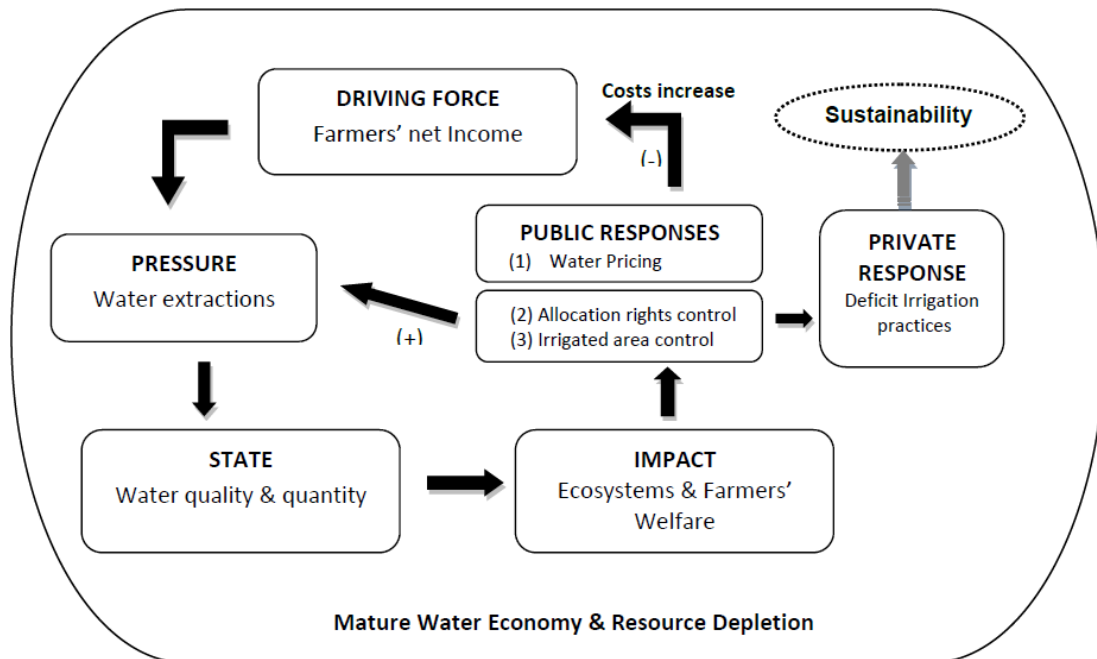 DRIVING FORCE
Farmers' net Income
Costs increase
(-)
Sustainability
PUBLIC RESPONSES
(1) Water Pricing
(2) Allocation rights control
(3) Irrigated area control
PRIVATE
RESPONSE
Deficit Irrigation
practices
PRESSURE
Water extractions
(+)
STATE
Water quality & quantity
IMPACT
Ecosystems & Farmers'
Welfare
Mature Water Economy & Resource Depletion